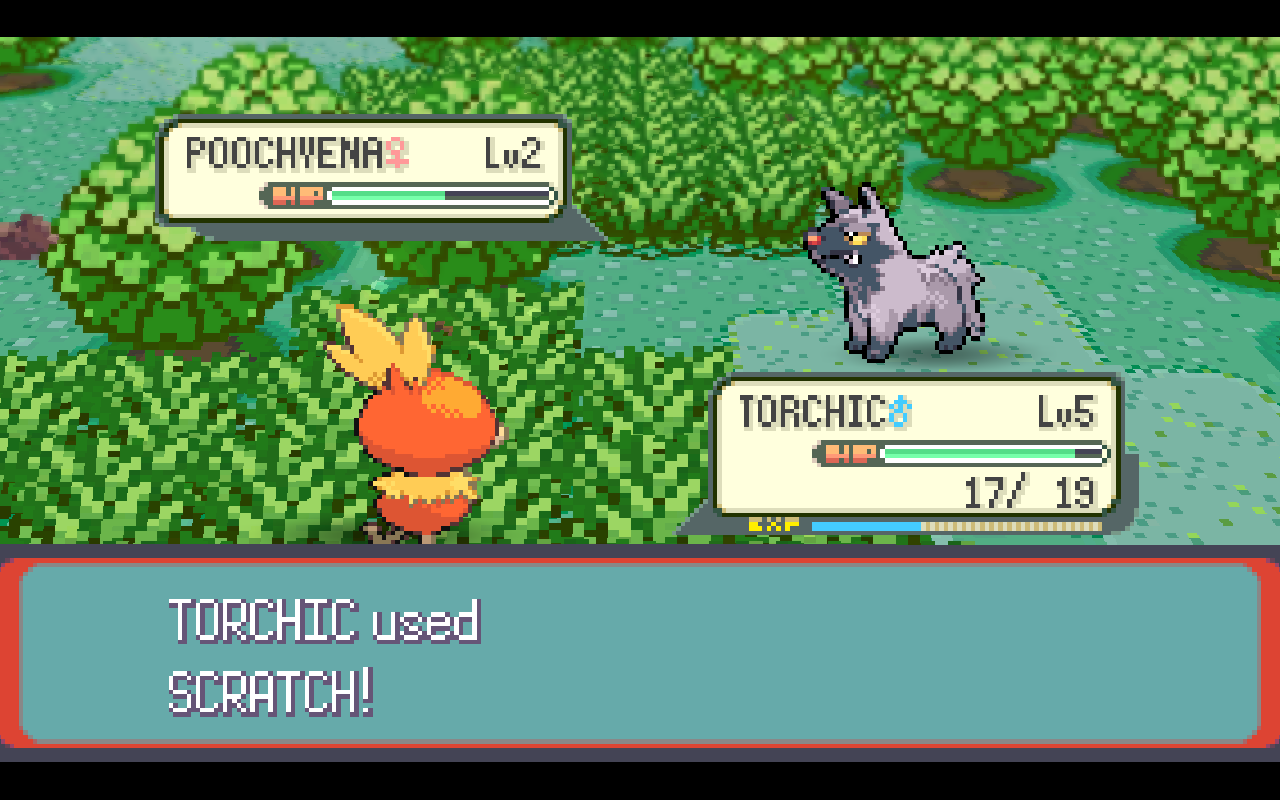 POOCHYENA♀ Lv2
HP
TORCHIC♂ Lv5
HP
17/ 19
EXP
TORCHIC used
SCRATCH!